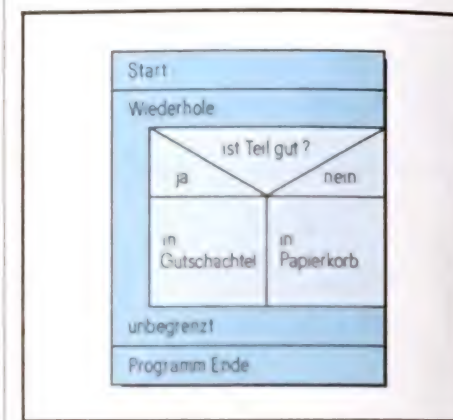 Start
Wiederhole
ist Teil gut ?
ja nein
in in
Gutschachtel Papierkorb
unbegrenzt
Programm Ende